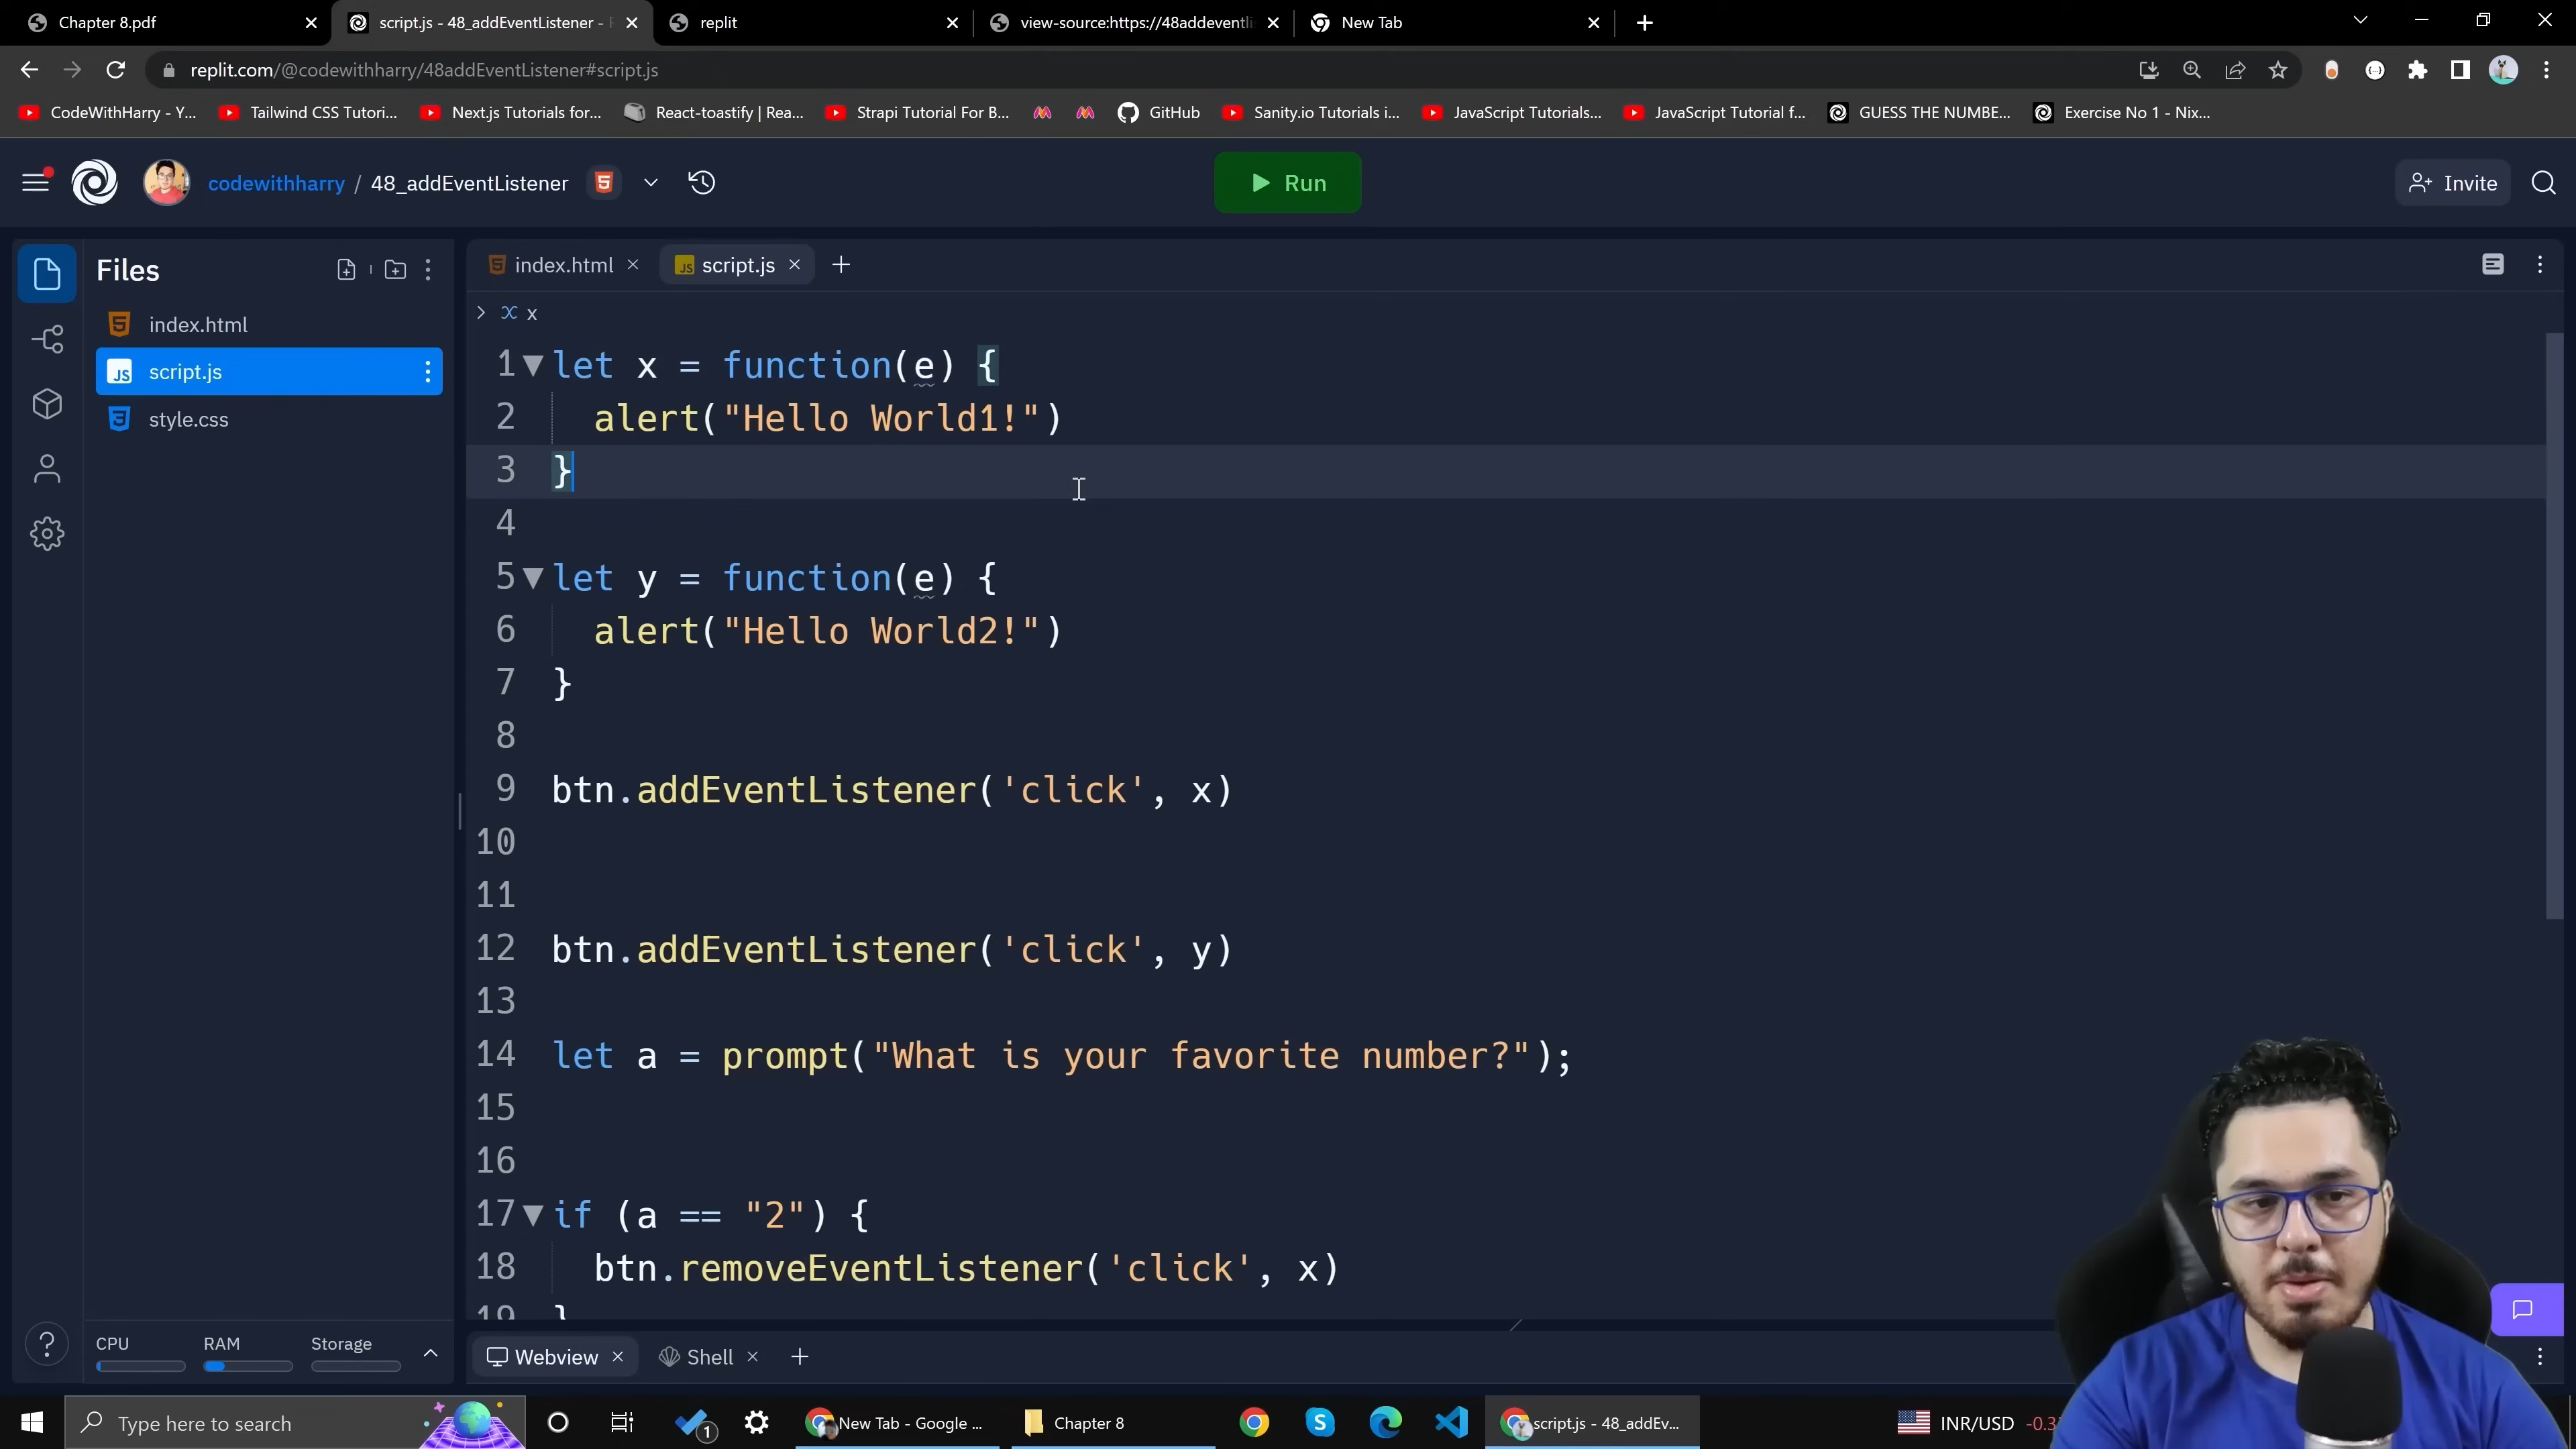 Chapter 8.pdf
script.js - 48_addEventListener -
replit
view-source:https://48addeventli
New Tab
replit.com/@codewithharry/48addEventListener#script.js
CodeWithHarry - Y...
Tailwind CSS Tutori...
Next.js Tutorials for...
React-toastify | Rea...
Strapi Tutorial For B...
GitHub
Sanity.io Tutorials i...
JavaScript Tutorials...
JavaScript Tutorial f...
GUESS THE NUMBE...
Exercise No 1 - Nix...
codewithharry / 48_addEventListener
Run
Invite
Files
index.html
script.js
style.css
index.html
script.js
x
1 let x = function(e) {
2 alert("Hello World1!")
3 }
4
5 let y = function(e) {
6 alert("Hello World2!")
7 }
8
9 btn.addEventListener('click', x)
10
11
12 btn.addEventListener('click', y)
13
14 let a = prompt("What is your favorite number?");
15
16
17 if (a == "2") {
18 btn.removeEventListener('click', x)
19 }
CPU
RAM
Storage
Webview
Shell
Type here to search
1
New Tab - Google ...
Chapter 8
script.js - 48_addEv...
INR/USD